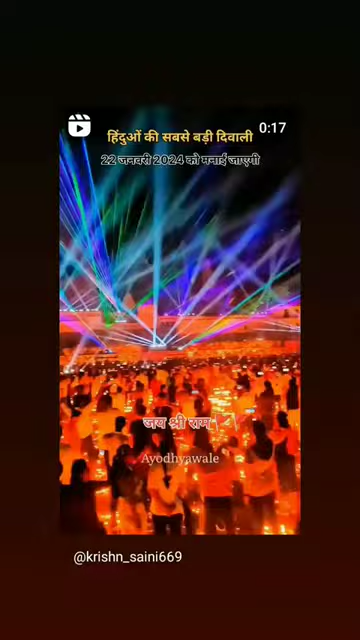 हिंदुओं की सबसे बड़ी दिवाली
0:17
22 जनवरी 2024 को मनाई जाएगी
जय श्री राम
Ayodhyawale
@krishn_saini669